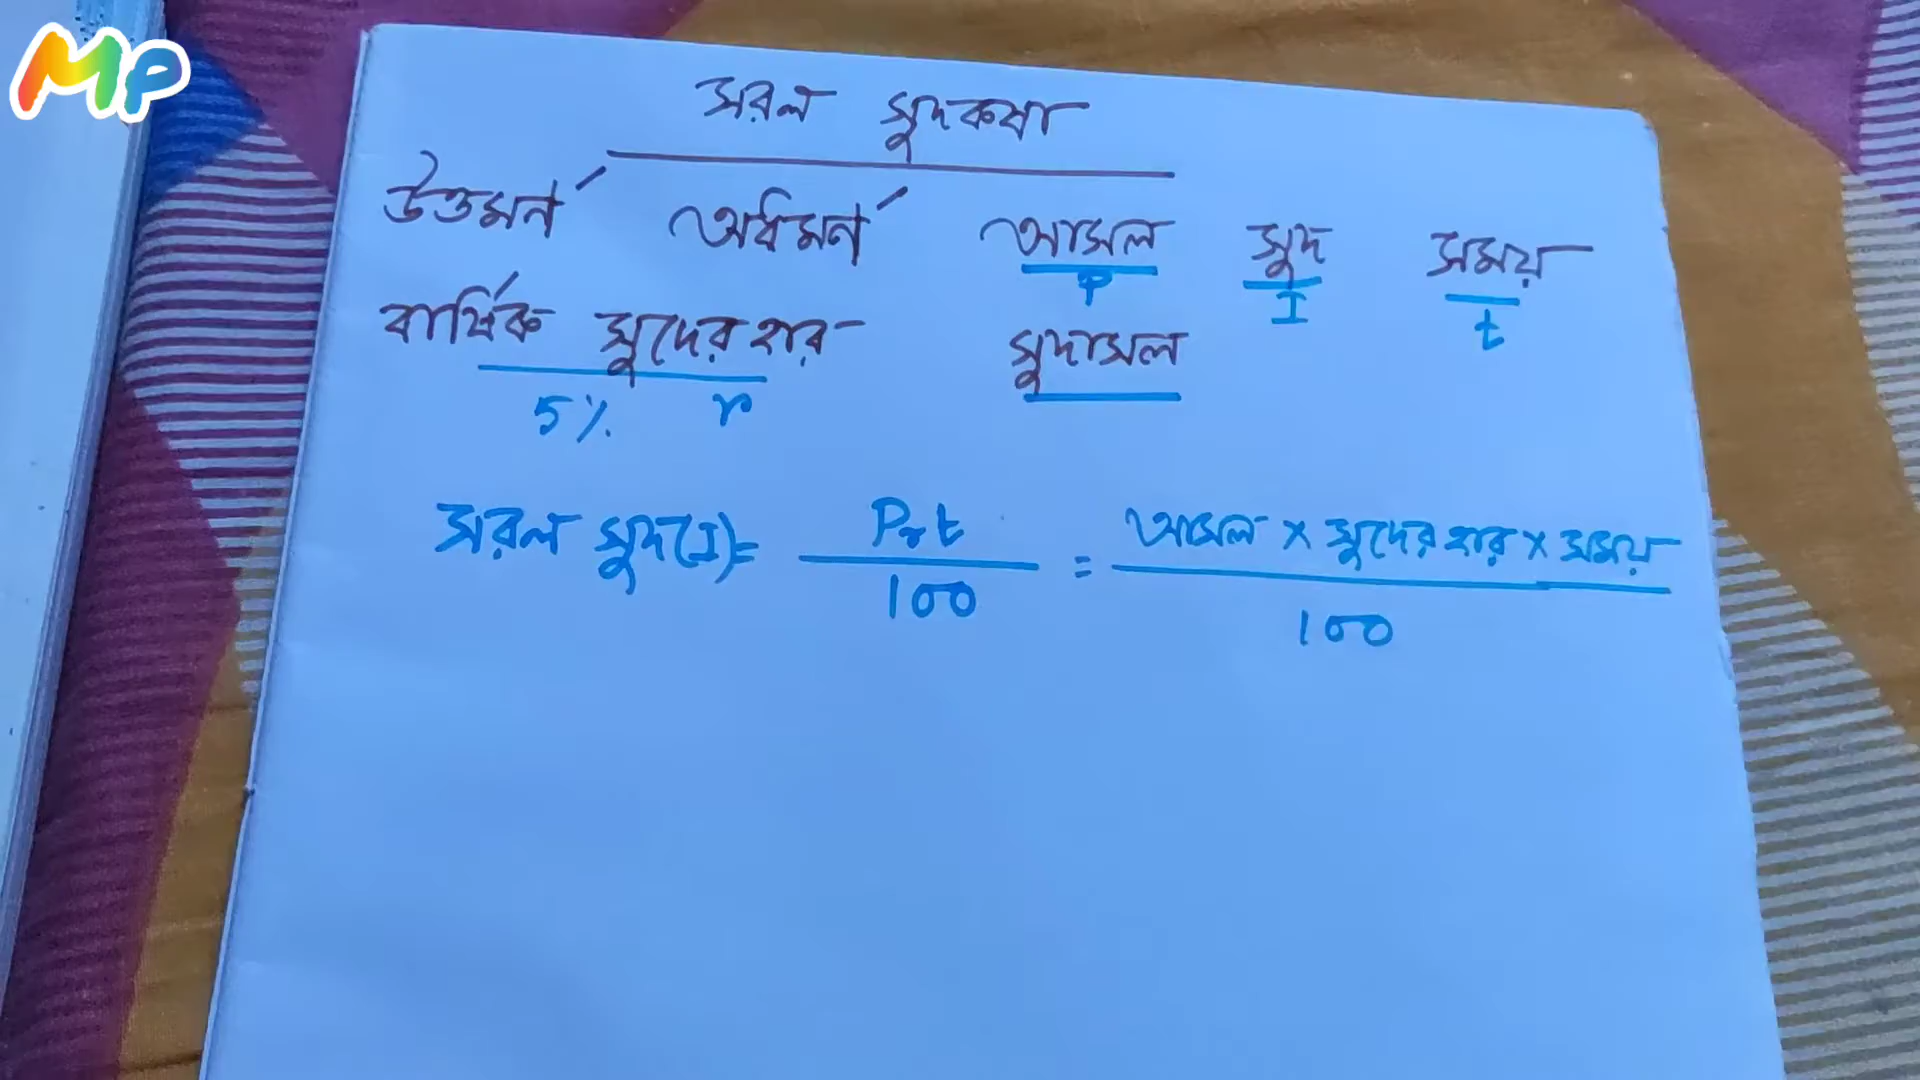 MP
সরল সুদকষা
উত্তমর্ণ অধমর্ণ আসল সুদ সময়
P I t
বার্ষিক সুদের হার সুদাসল
5% r
সরল সুদ(I)= Prt / 100 = আসল × সুদের হার × সময় / 100